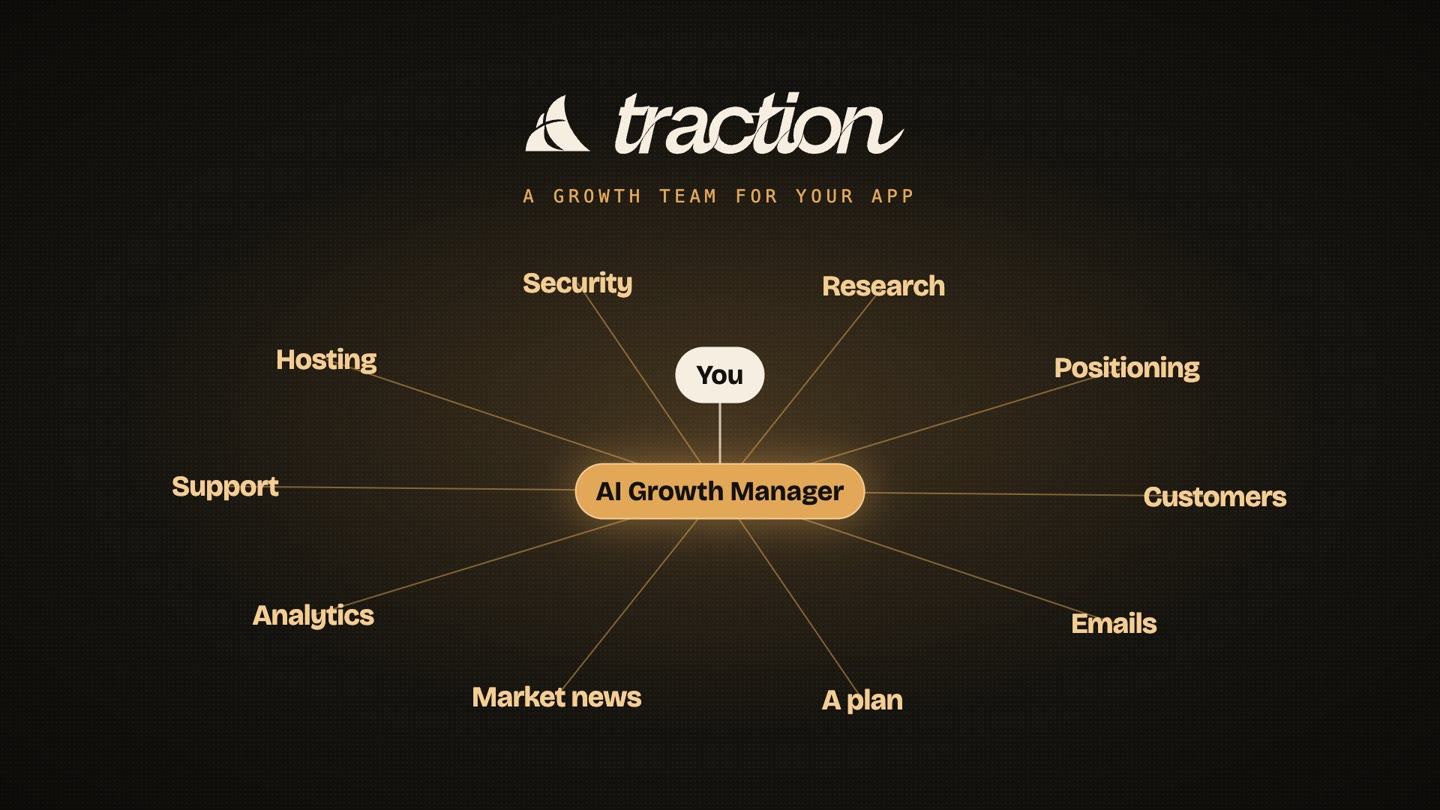 traction
A GROWTH TEAM FOR YOUR APP
Security
Research
Hosting
You
Positioning
Support
AI Growth Manager
Customers
Analytics
Emails
Market news
A plan